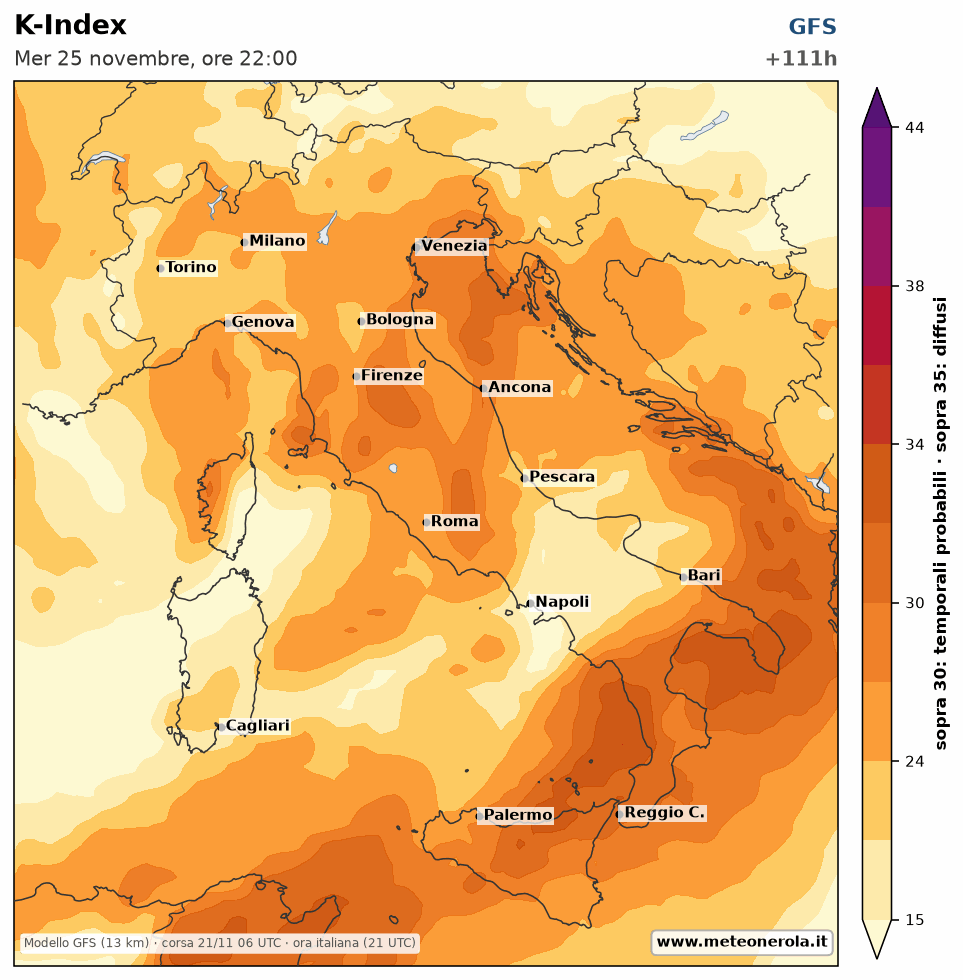 K-Index
GFS
Mer 25 novembre, ore 22:00
+111h
Milano
Venezia
Torino
Genova
Bologna
Firenze
Ancona
Pescara
Roma
Bari
Napoli
Cagliari
Palermo
Reggio C.
44
38
34
30
24
15
sopra 30: temporali probabili · sopra 35: diffusi
Modello GFS (13 km) · corsa 21/11 06 UTC · ora italiana (21 UTC)
www.meteonerola.it